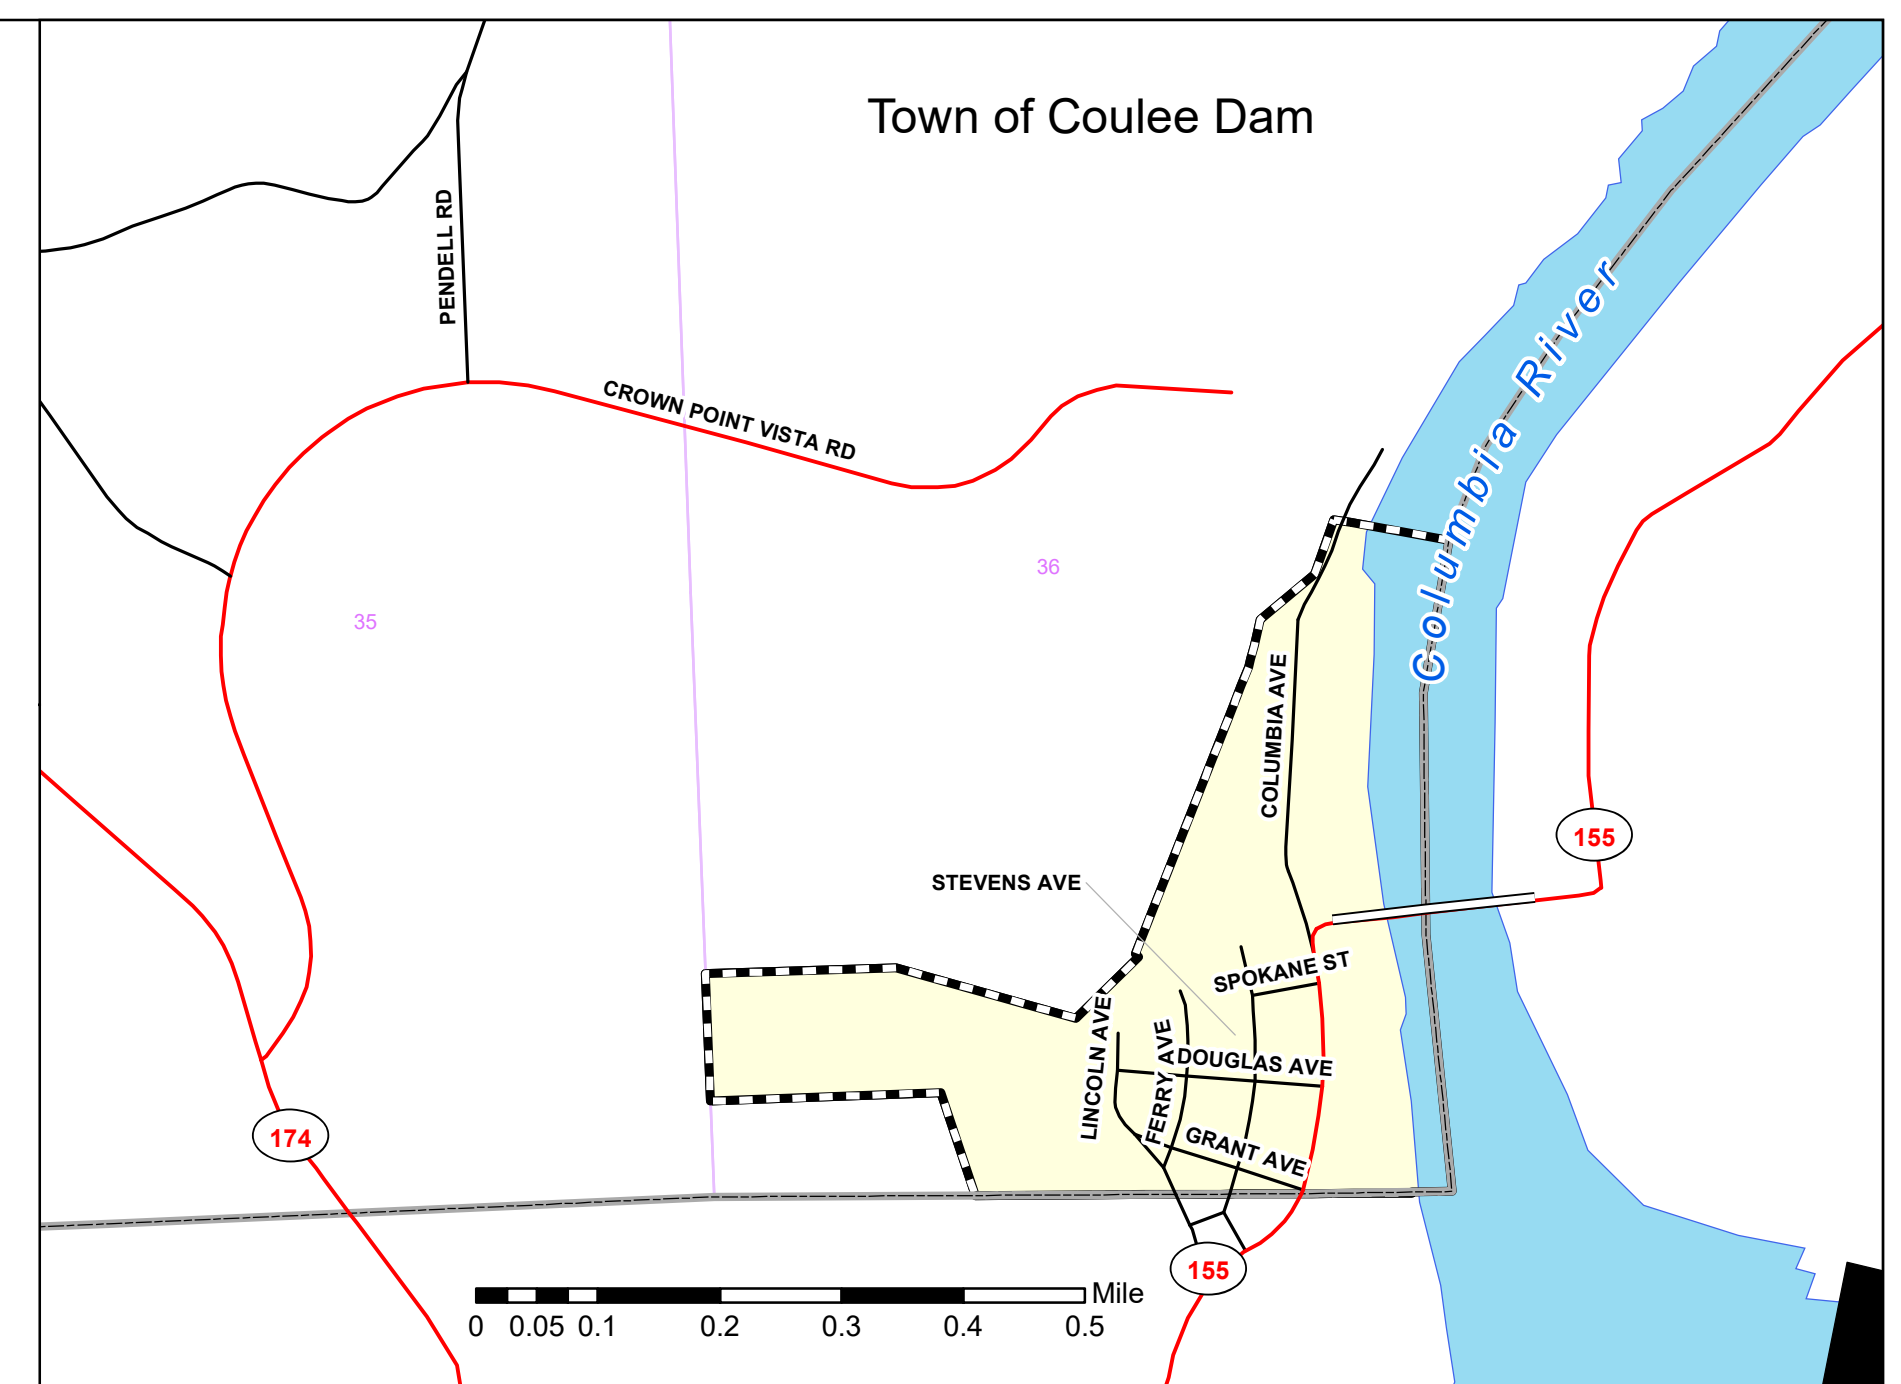 Town of Coulee Dam
PENDELL RD
Columbia River
CROWN POINT VISTA RD
36
35
COLUMBIA AVE
155
STEVENS AVE
SPOKANE ST
LINCOLN AVE
FERRY AVE
DOUGLAS AVE
GRANT AVE
174
155
Mile
0 0.05 0.1 0.2 0.3 0.4 0.5